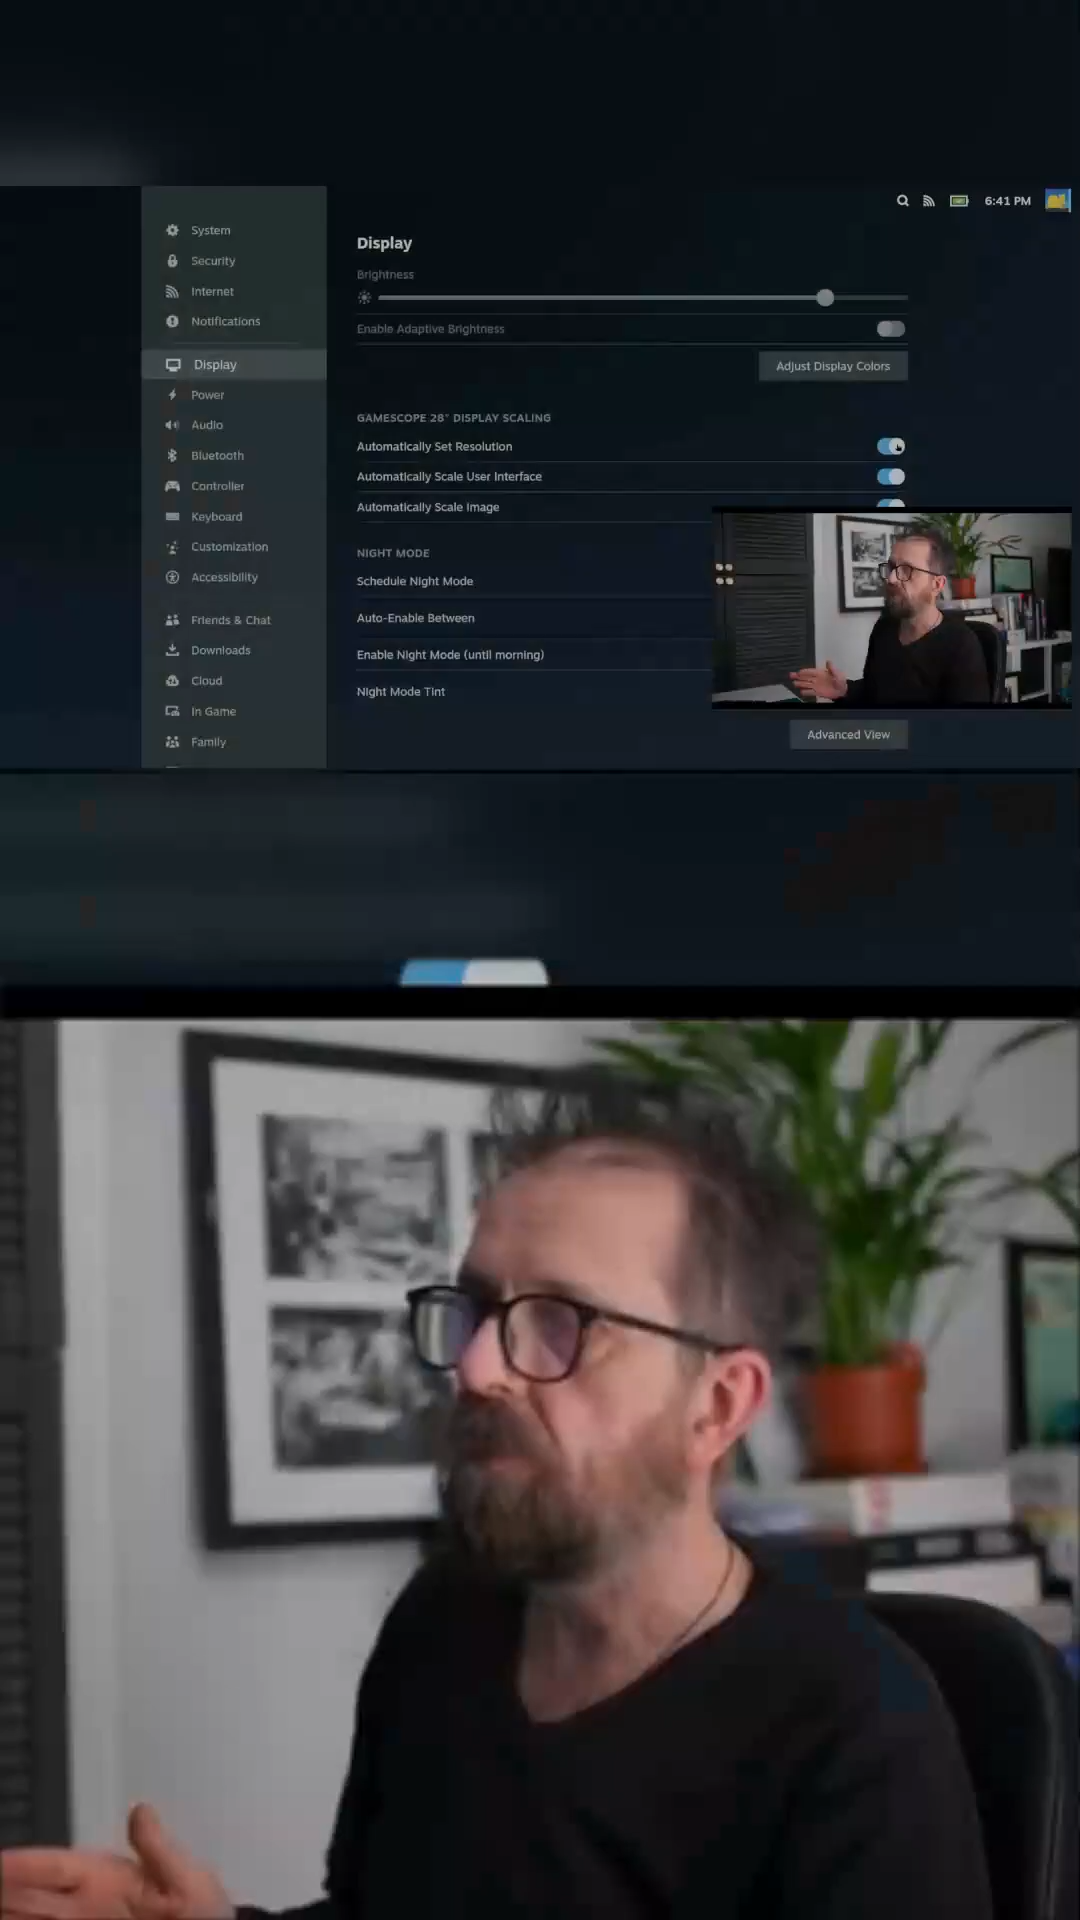 6:41 PM
System
Security
Internet
Notifications
Display
Power
Audio
Bluetooth
Controller
Keyboard
Customization
Accessibility
Friends & Chat
Downloads
Cloud
In Game
Family
Display
Brightness
Enable Adaptive Brightness
Adjust Display Colors
GAMESCOPE 28" DISPLAY SCALING
Automatically Set Resolution
Automatically Scale User Interface
Automatically Scale Image
NIGHT MODE
Schedule Night Mode
Auto-Enable Between
Enable Night Mode (until morning)
Night Mode Tint
Advanced View